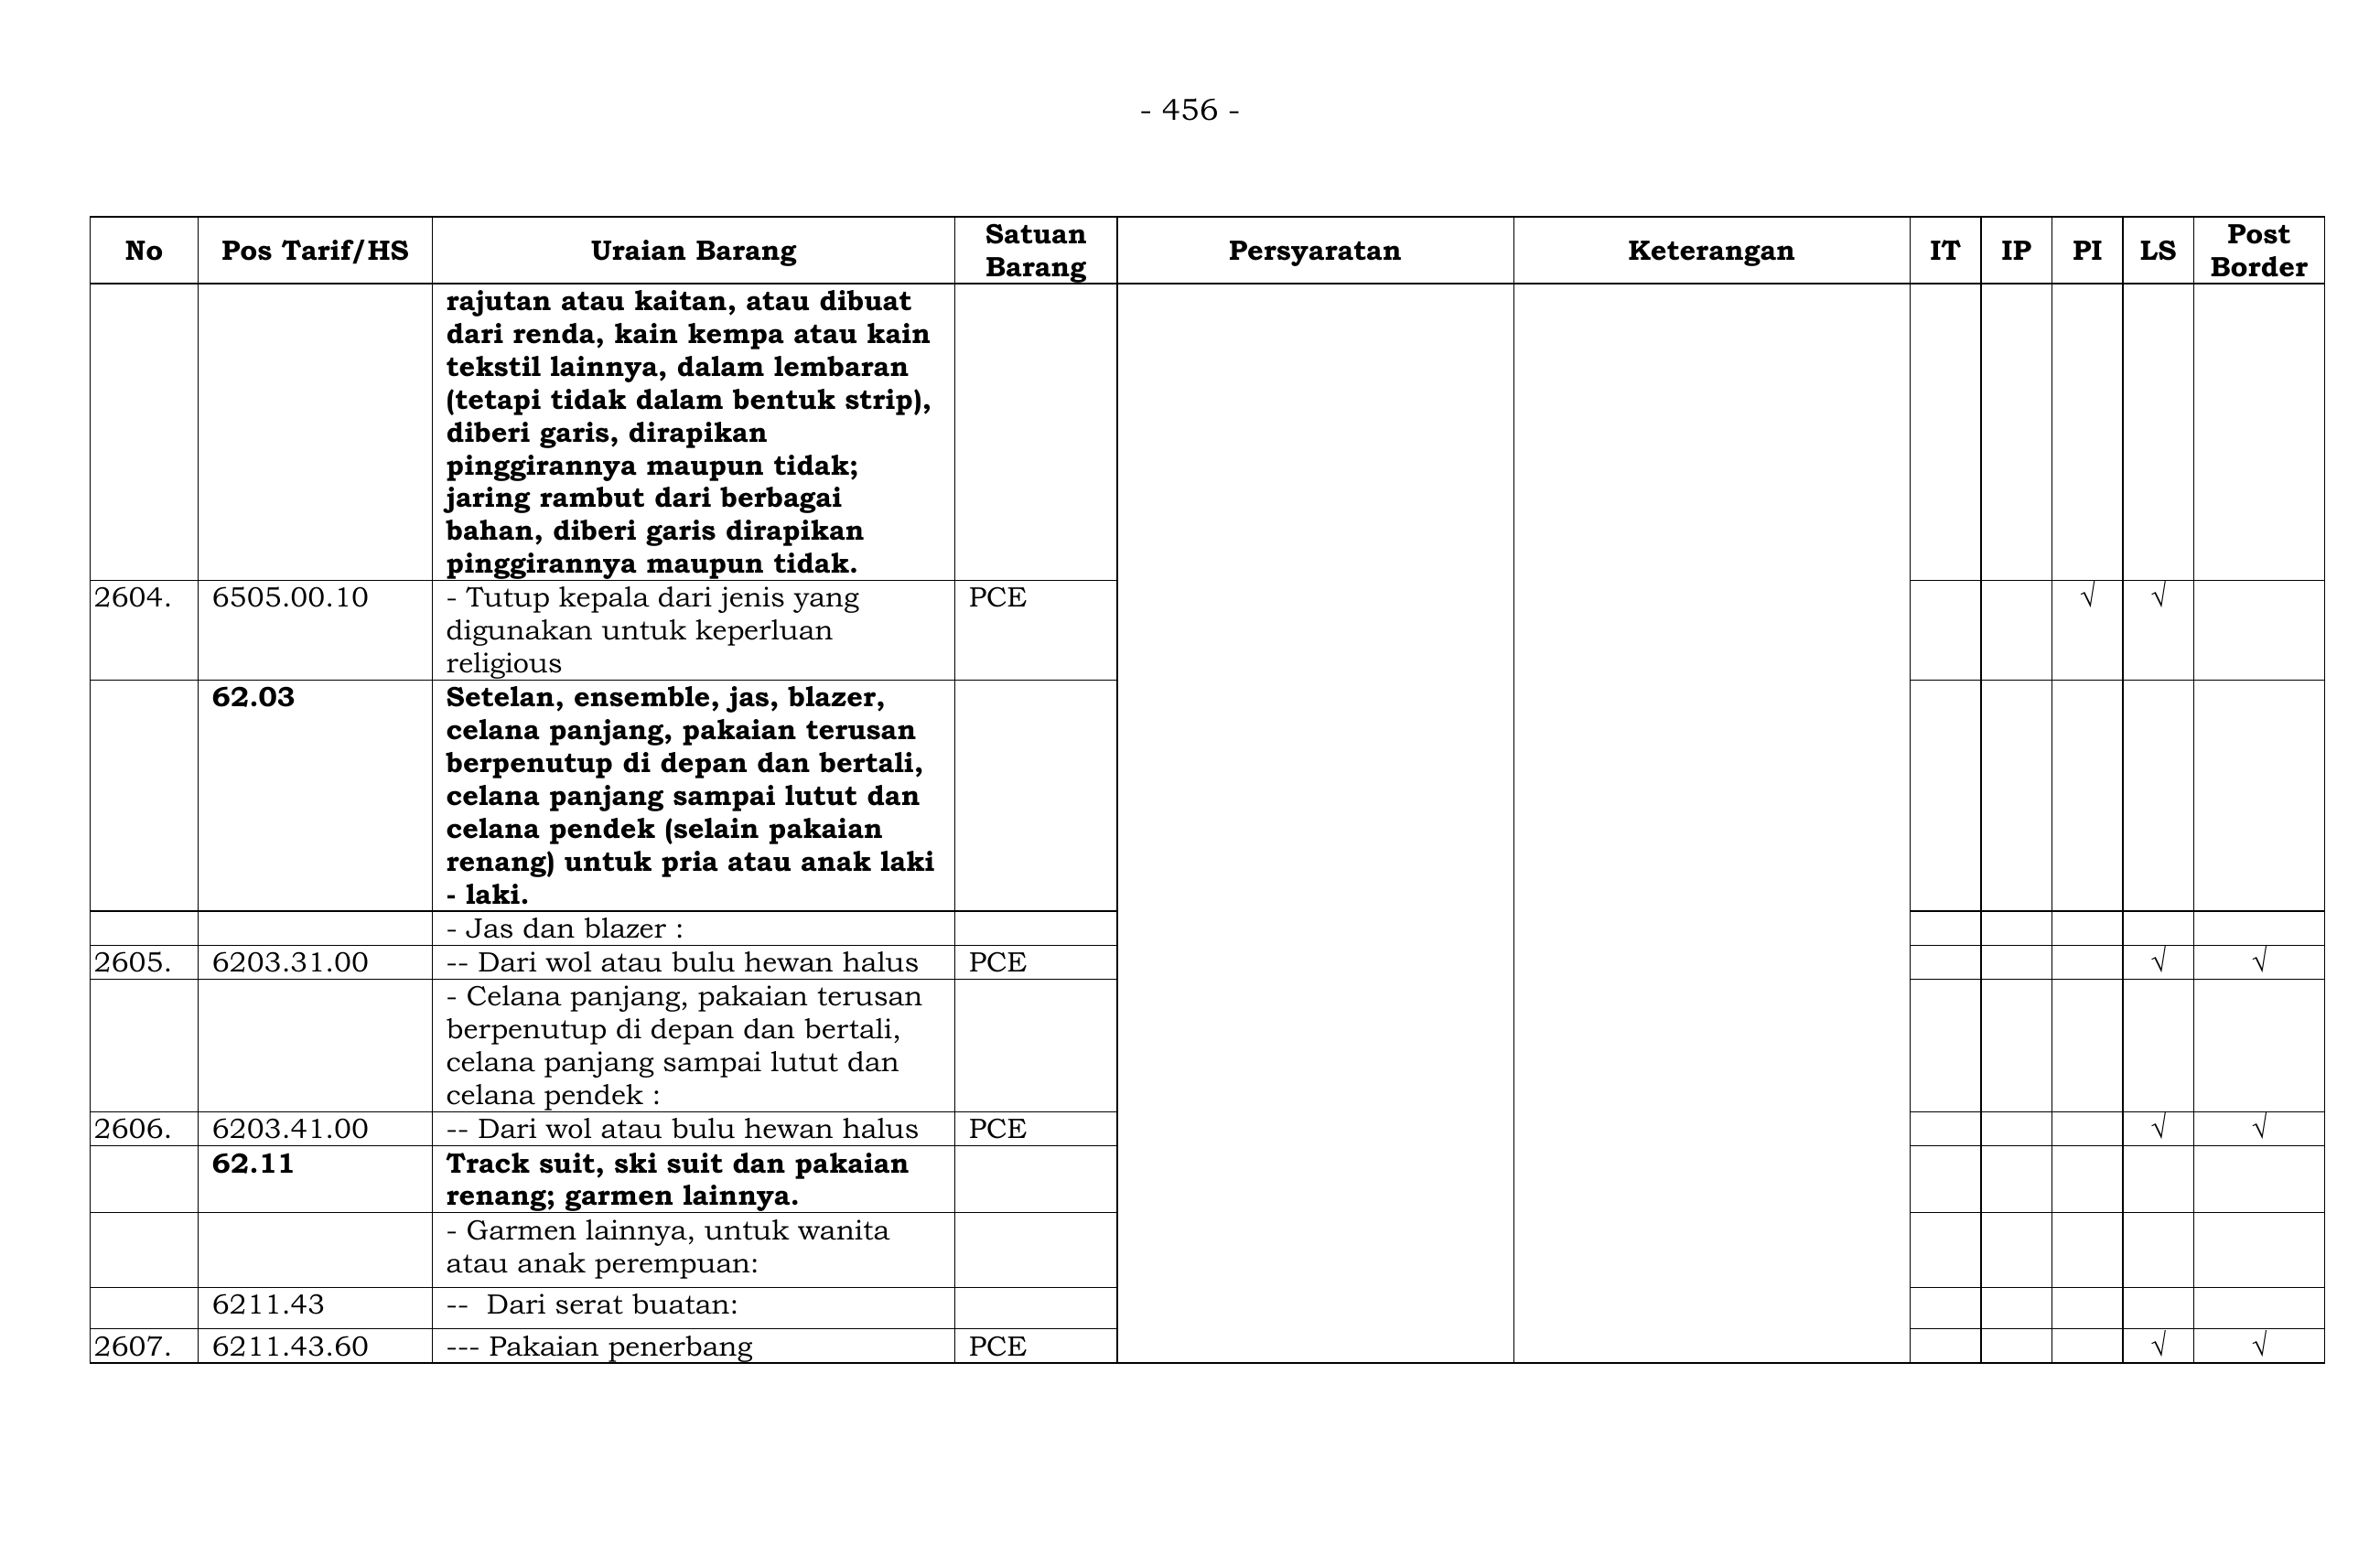 - 456 -
No Pos Tarif/HS Uraian Barang Satuan Barang Persyaratan Keterangan IT IP PI LS Post Border
rajutan atau kaitan, atau dibuat
dari renda, kain kempa atau kain
tekstil lainnya, dalam lembaran
(tetapi tidak dalam bentuk strip),
diberi garis, dirapikan
pinggirannya maupun tidak;
jaring rambut dari berbagai
bahan, diberi garis dirapikan
pinggirannya maupun tidak.
2604. 6505.00.10 - Tutup kepala dari jenis yang PCE √ √
digunakan untuk keperluan
religious
62.03 Setelan, ensemble, jas, blazer,
celana panjang, pakaian terusan
berpenutup di depan dan bertali,
celana panjang sampai lutut dan
celana pendek (selain pakaian
renang) untuk pria atau anak laki
- laki.
- Jas dan blazer :
2605. 6203.31.00 -- Dari wol atau bulu hewan halus PCE √ √
- Celana panjang, pakaian terusan
berpenutup di depan dan bertali,
celana panjang sampai lutut dan
celana pendek :
2606. 6203.41.00 -- Dari wol atau bulu hewan halus PCE √ √
62.11 Track suit, ski suit dan pakaian
renang; garmen lainnya.
- Garmen lainnya, untuk wanita
atau anak perempuan:
6211.43 -- Dari serat buatan:
2607. 6211.43.60 --- Pakaian penerbang PCE √ √